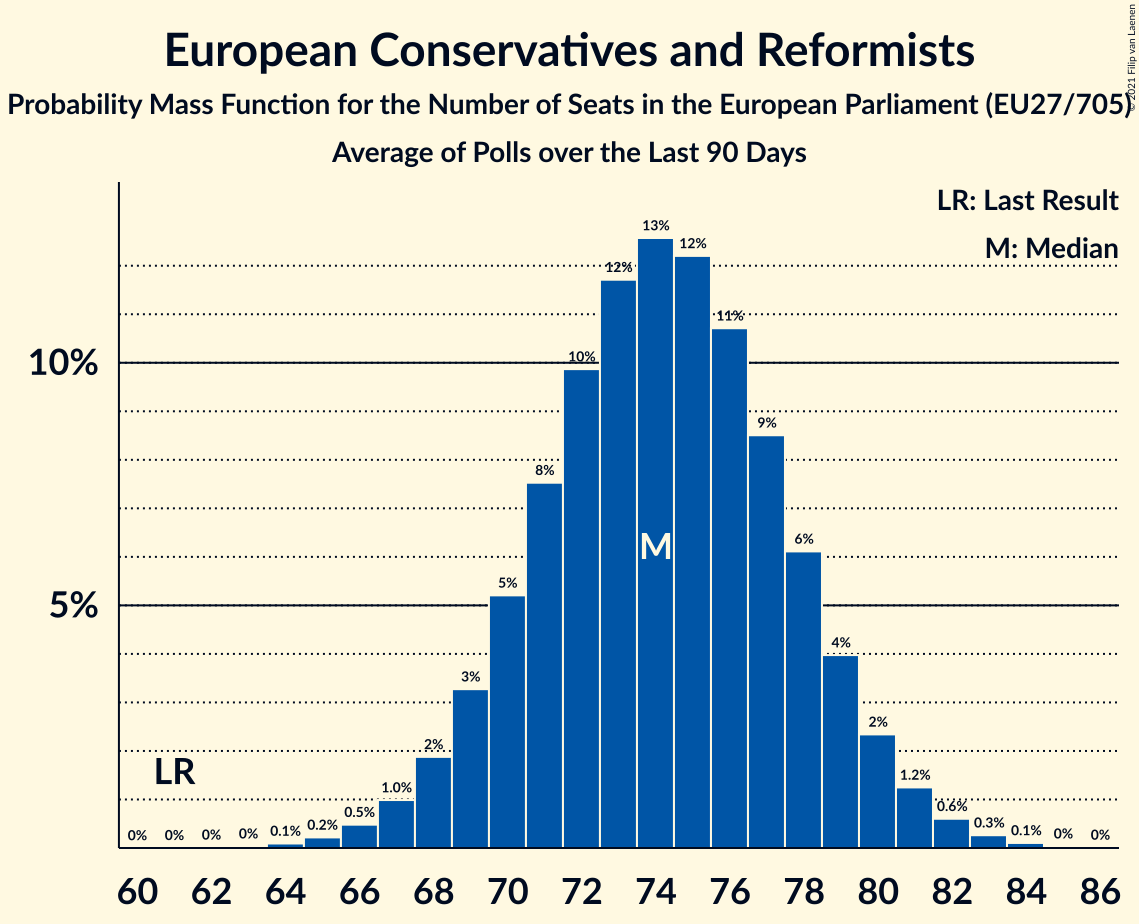 European Conservatives and Reformists
© 2021 Filip van Laenen
Probability Mass Function for the Number of Seats in the European Parliament (EU27/705)
Average of Polls over the Last 90 Days
LR: Last Result
M: Median
13%
12%
12%
11%
10%
10%
9%
8%
6%
M
5%
5%
4%
3%
2%
2%
LR
1.2%
1.0%
0.6%
0.5%
0.3%
0.2%
0.1%
0.1%
0% 0% 0% 0%
0% 0%
60 62 64 66 68 70 72 74 76 78 80 82 84 86